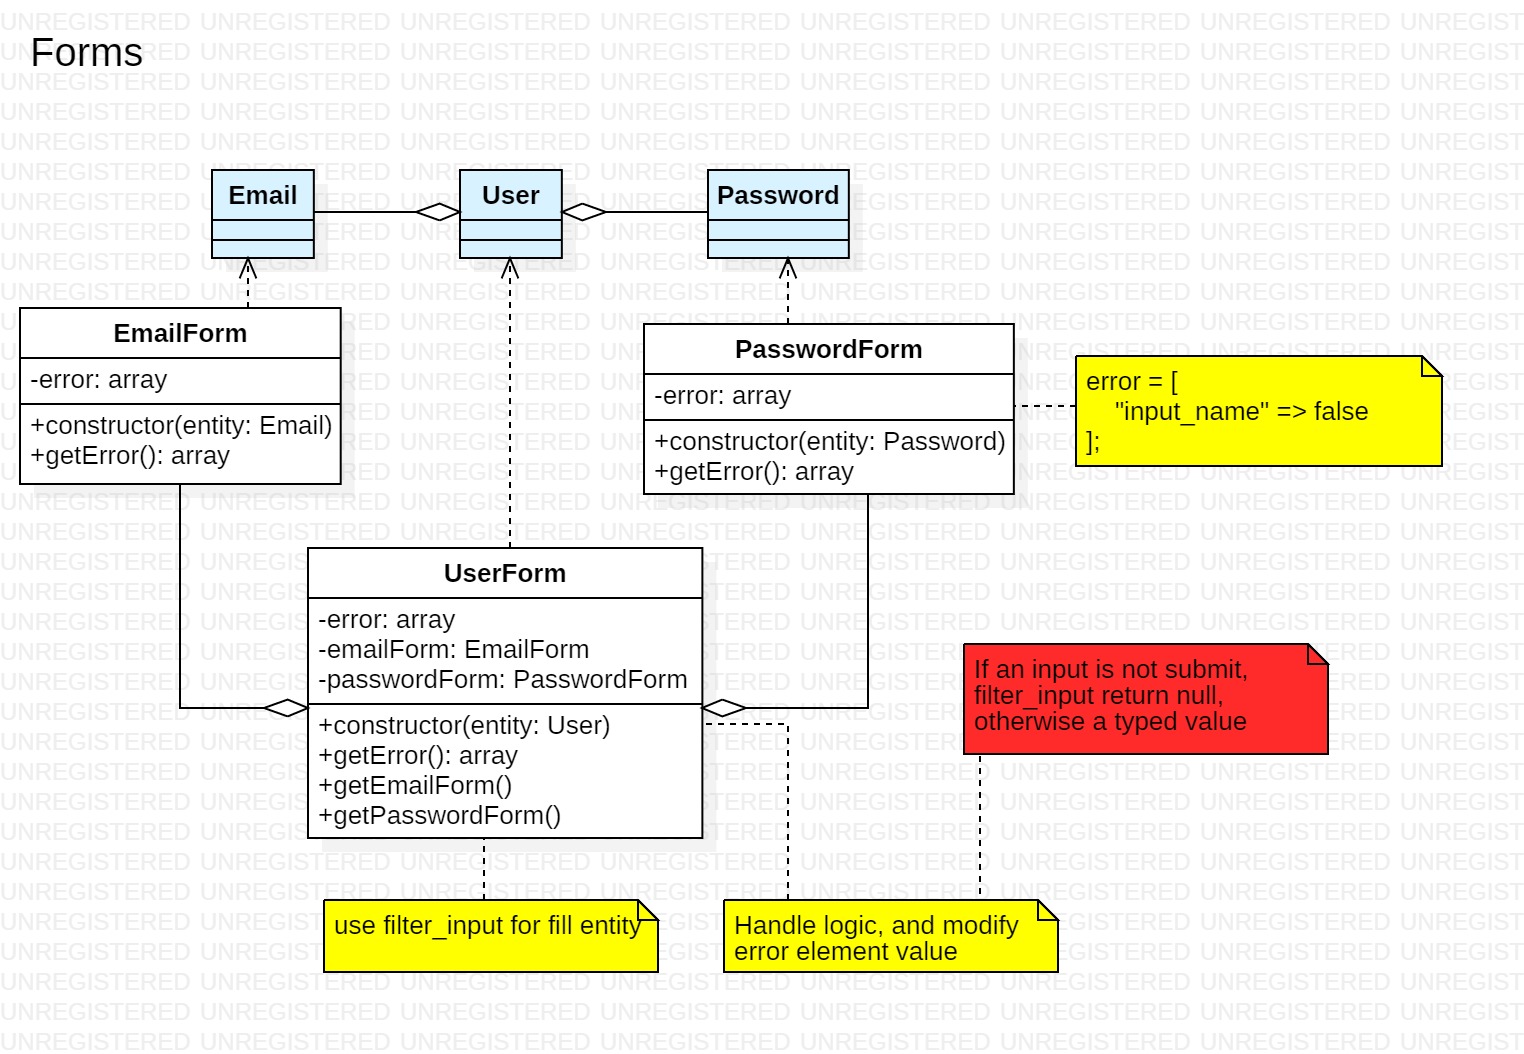 Forms
Email
User
Password
EmailForm
-error: array
+constructor(entity: Email)
+getError(): array
PasswordForm
-error: array
+constructor(entity: Password)
+getError(): array
error = [
"input_name" => false
];
UserForm
-error: array
-emailForm: EmailForm
-passwordForm: PasswordForm
+constructor(entity: User)
+getError(): array
+getEmailForm()
+getPasswordForm()
If an input is not submit,
filter_input return null,
otherwise a typed value
use filter_input for fill entity
Handle logic, and modify
error element value
UNREGISTERED